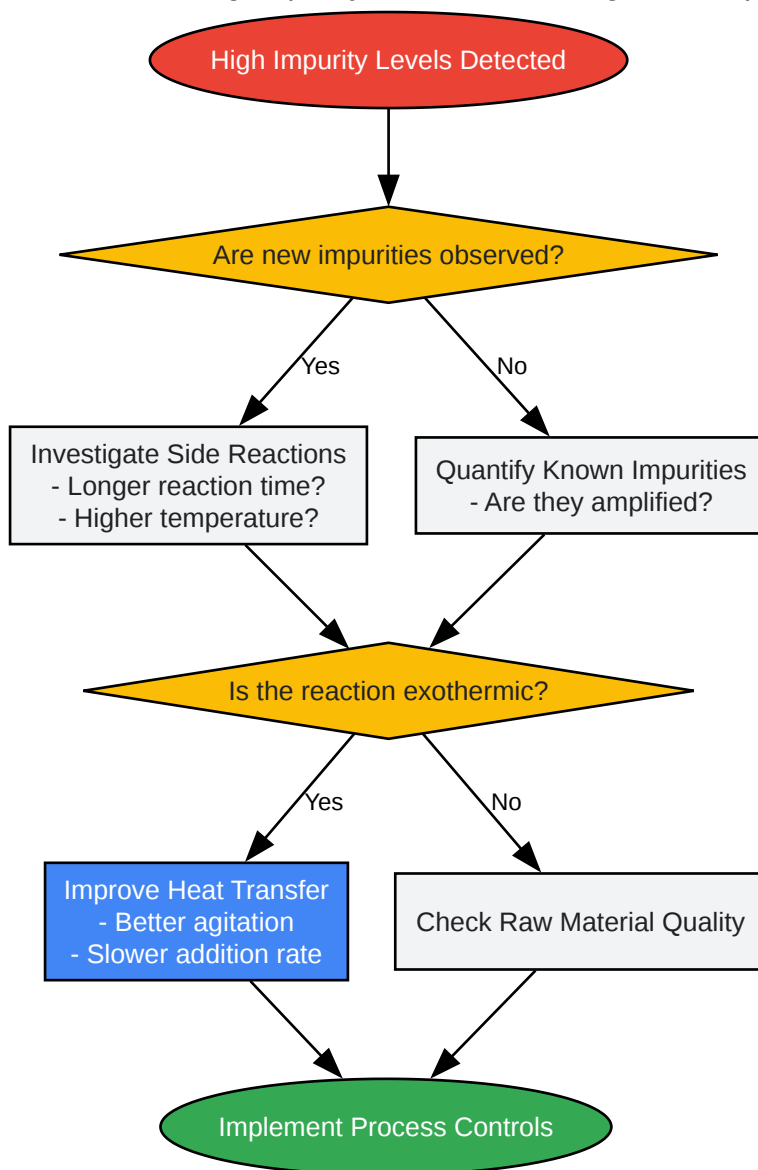 High Impurity Levels Detected
Are new impurities observed?
Yes
No
Investigate Side Reactions
- Longer reaction time?
- Higher temperature?
Quantify Known Impurities
- Are they amplified?
Is the reaction exothermic?
Yes
No
Improve Heat Transfer
- Better agitation
- Slower addition rate
Check Raw Material Quality
Implement Process Controls